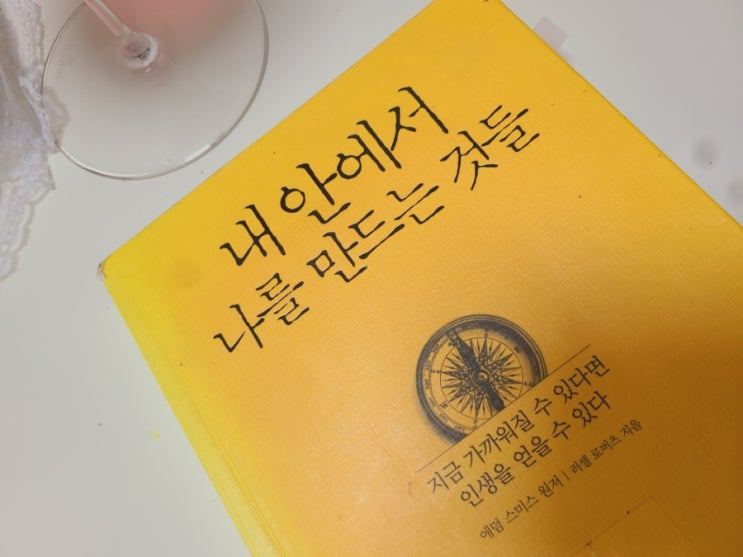 내 안에서
나를 만드는 것들
지금 가까워질 수 있다면
인생을 얻을 수 있다
애덤 스미스 원저 | 러셀 로버츠 지음